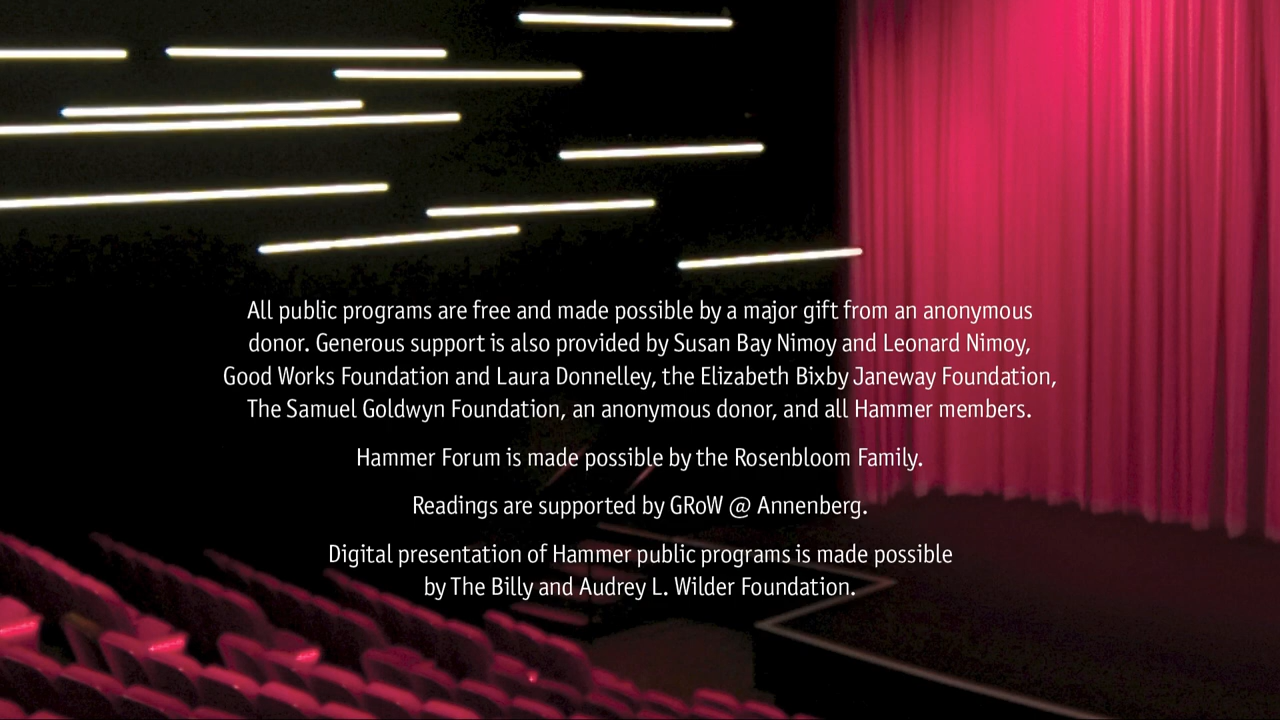 All public programs are free and made possible by a major gift from an anonymous
donor. Generous support is also provided by Susan Bay Nimoy and Leonard Nimoy,
Good Works Foundation and Laura Donnelley, the Elizabeth Bixby Janeway Foundation,
The Samuel Goldwyn Foundation, an anonymous donor, and all Hammer members.
Hammer Forum is made possible by the Rosenbloom Family.
Readings are supported by GRoW @ Annenberg.
Digital presentation of Hammer public programs is made possible
by The Billy and Audrey L. Wilder Foundation.